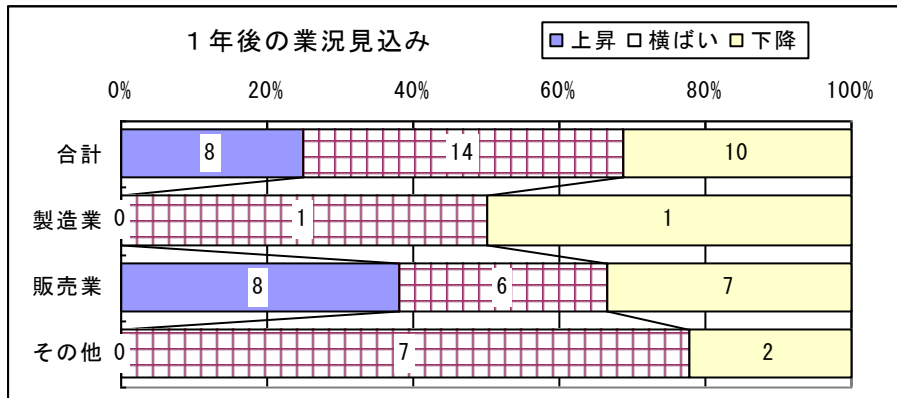 １年後の業況見込み
上昇 横ばい 下降
0% 20% 40% 60% 80% 100%
合計 8 14 10
製造業 0 1 1
販売業 8 6 7
その他 0 7 2